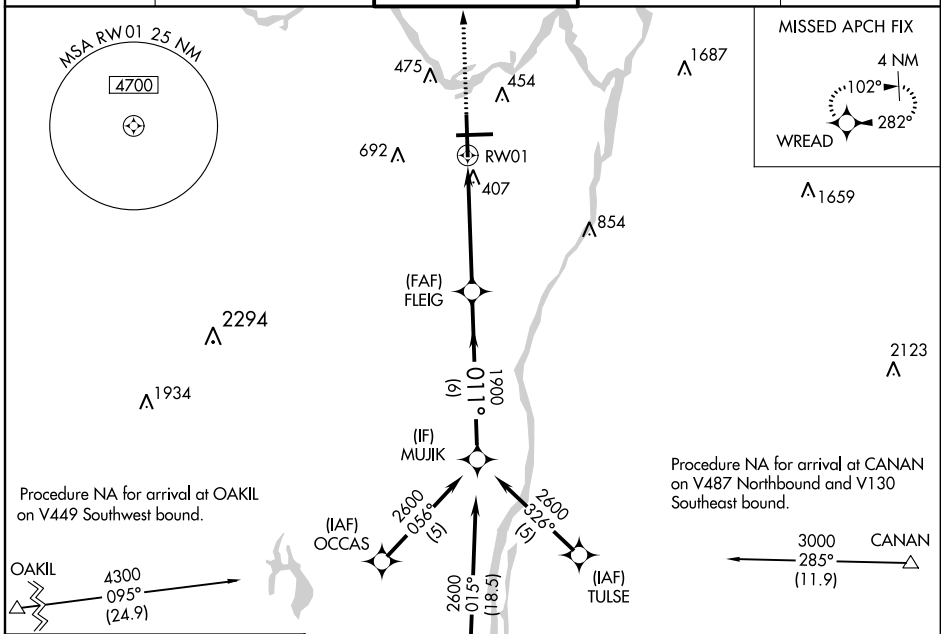 MSA RW 01 25 NM
4700
475
454
1687
MISSED APCH FIX
4 NM
102°
282°
WREAD
692
RW01
407
1659
854
(FAF)
FLEIG
2294
1934
2123
1900
011°
(6)
(IF)
MUJIK
Procedure NA for arrival at OAKIL
on V449 Southwest bound.
Procedure NA for arrival at CANAN
on V487 Northbound and V130
Southeast bound.
2600
056°
(5)
2600
326°
(5)
(IAF)
OCCAS
(IAF)
TULSE
OAKIL
4300
095°
(24.9)
2600
015°
(18.5)
3000
285°
(11.9)
CANAN